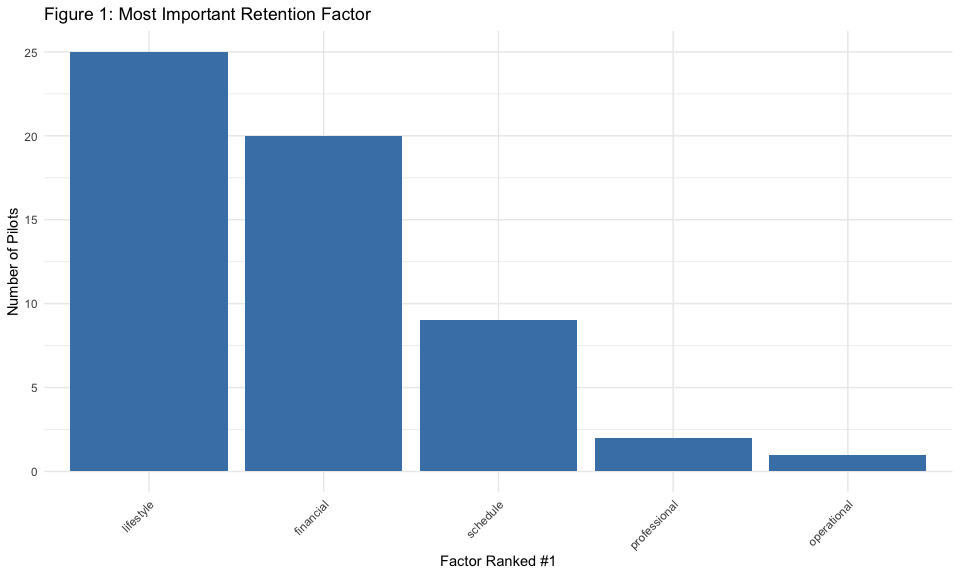 Figure 1: Most Important Retention Factor
Number of Pilots
25
20
15
10
5
0
lifestyle
financial
schedule
professional
operational
Factor Ranked #1